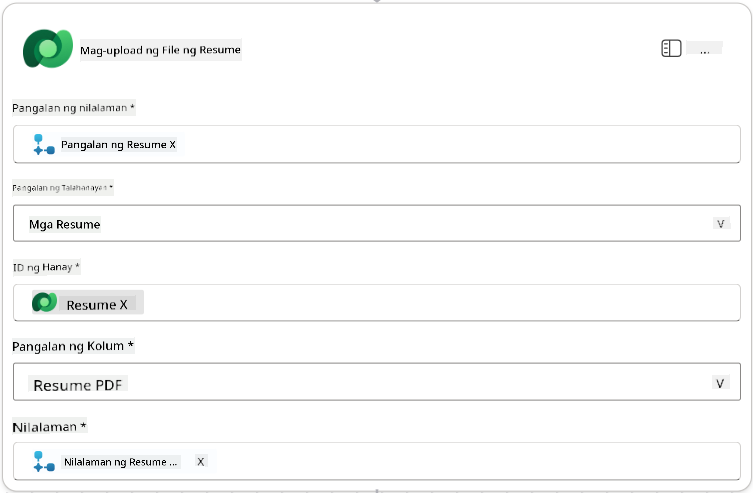 Mag-upload ng File ng Resume
...
Pangalan ng nilalaman *
Pangalan ng Resume X
Pangalan ng Talahanayan *
Mga Resume V
ID ng Hanay *
Resume X
Pangalan ng Kolum *
Resume PDF V
Nilalaman *
Nilalaman ng Resume ... X